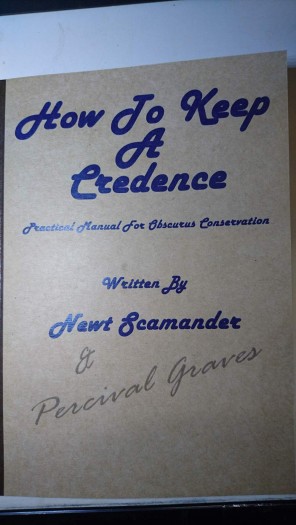 How To Keep
A
Credence
Practical Manual For Obscurus Conservation
Written By
Newt Scamander
&
Percival Graves